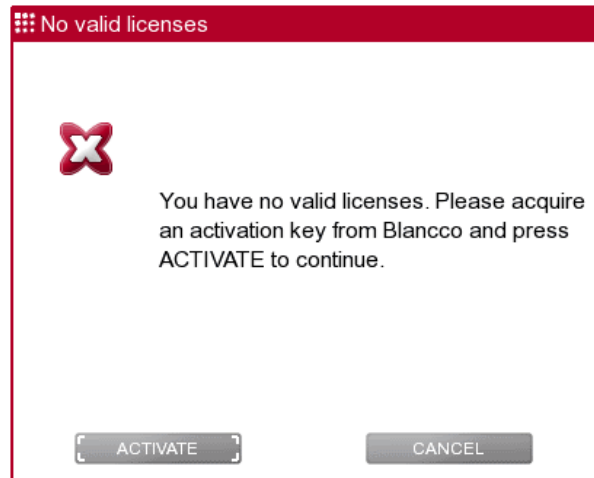 No valid licenses
You have no valid licenses. Please acquire
an activation key from Blancco and press
ACTIVATE to continue.
ACTIVATE
CANCEL